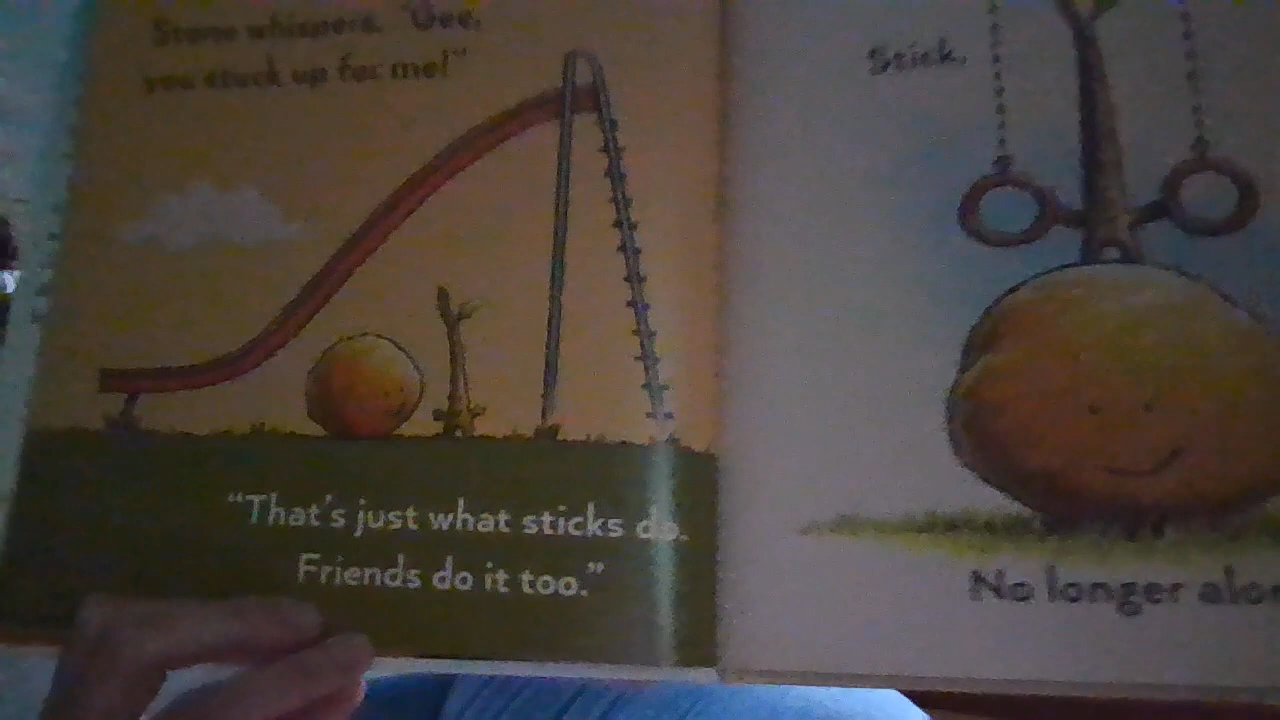 Stone whispers. "Gee,
you stuck up for me!"
"That's just what sticks do.
Friends do it too."
Stick.
No longer